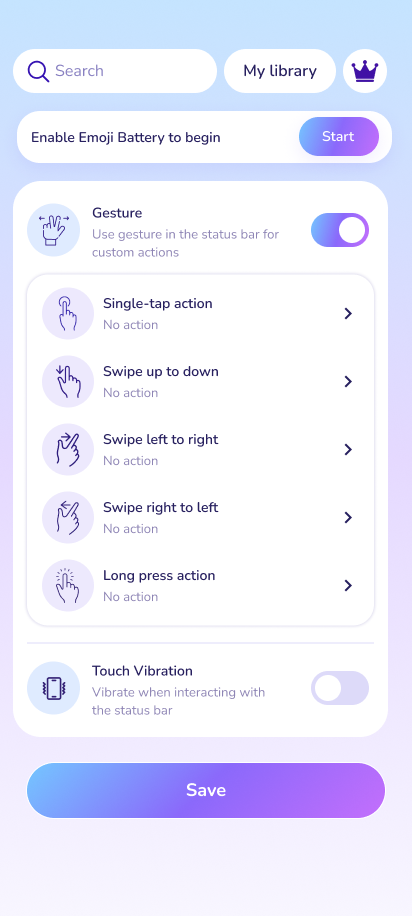 Search
My library
Enable Emoji Battery to begin
Start
Gesture
Use gesture in the status bar for
custom actions
Single-tap action
No action
Swipe up to down
No action
Swipe left to right
No action
Swipe right to left
No action
Long press action
No action
Touch Vibration
Vibrate when interacting with
the status bar
Save